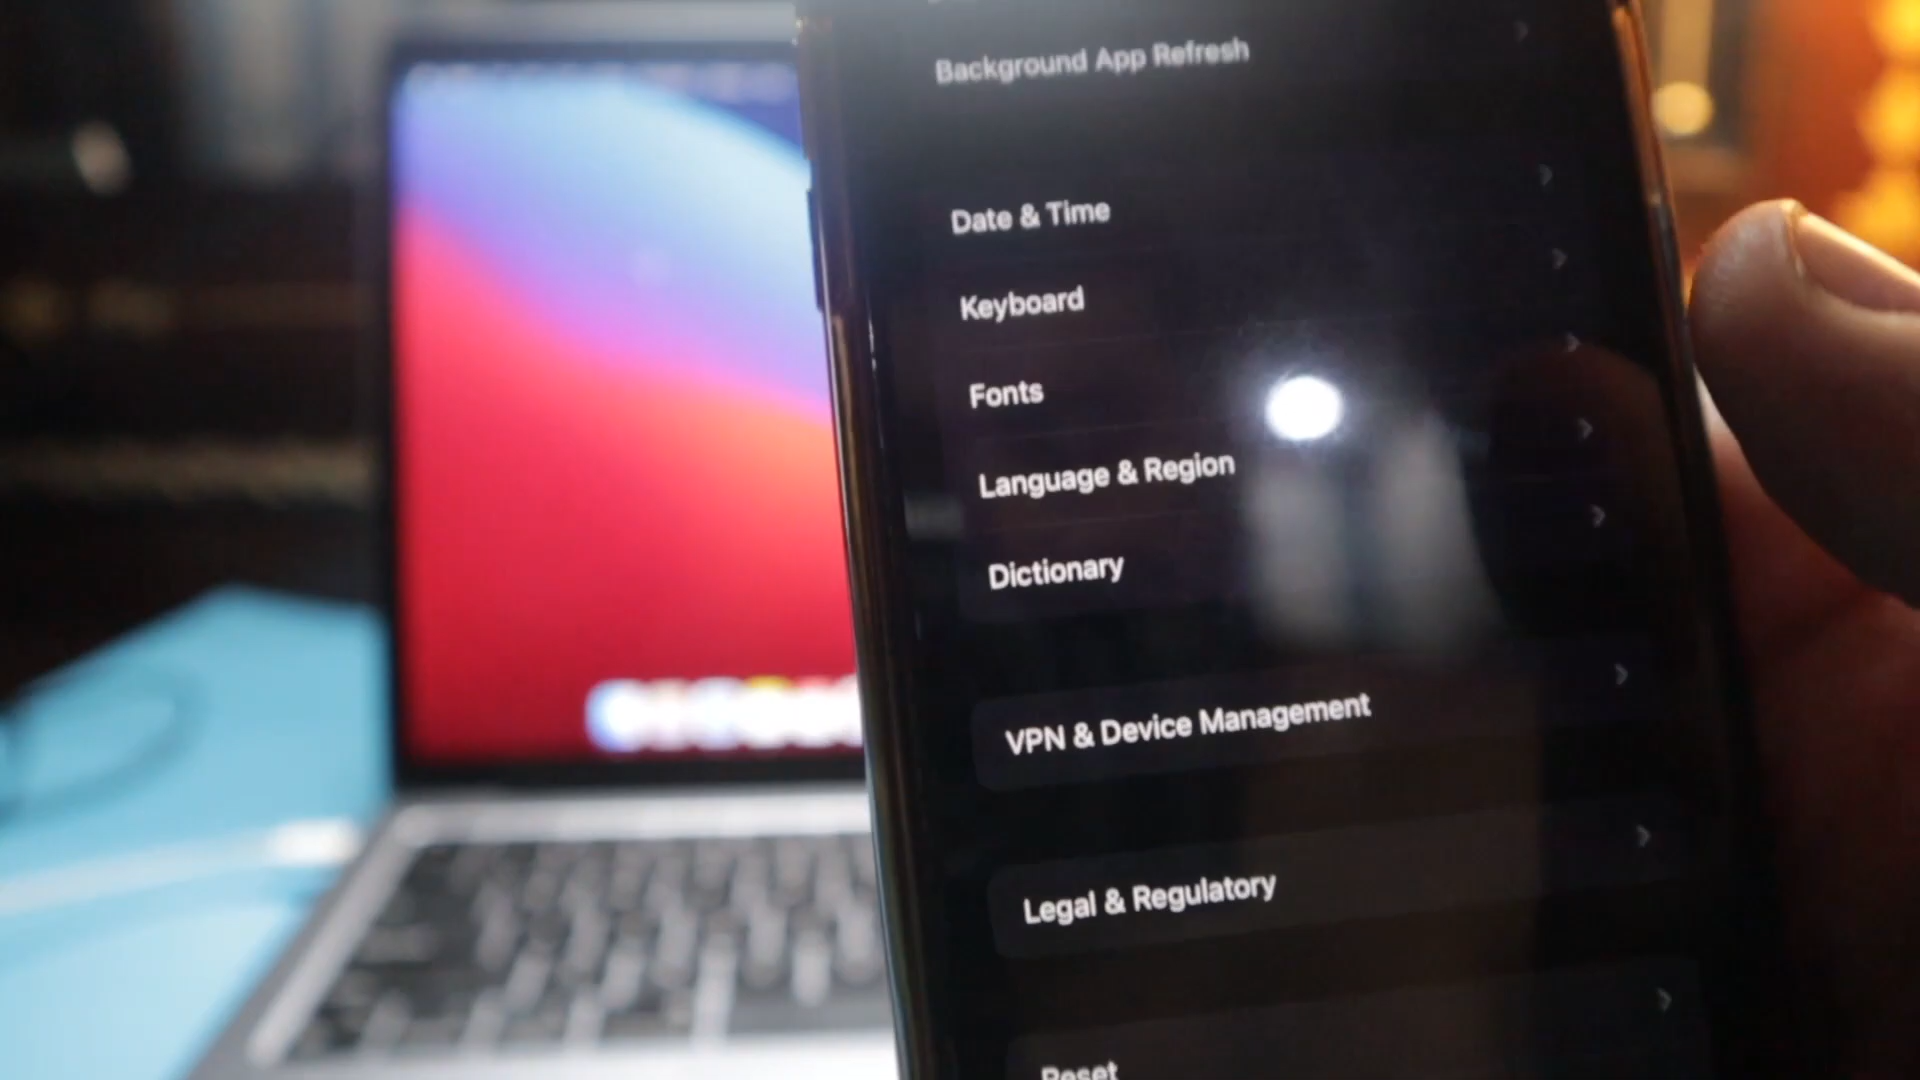 Background App Refresh
Date & Time
Keyboard
Fonts
Language & Region
Dictionary
VPN & Device Management
Legal & Regulatory
Reset